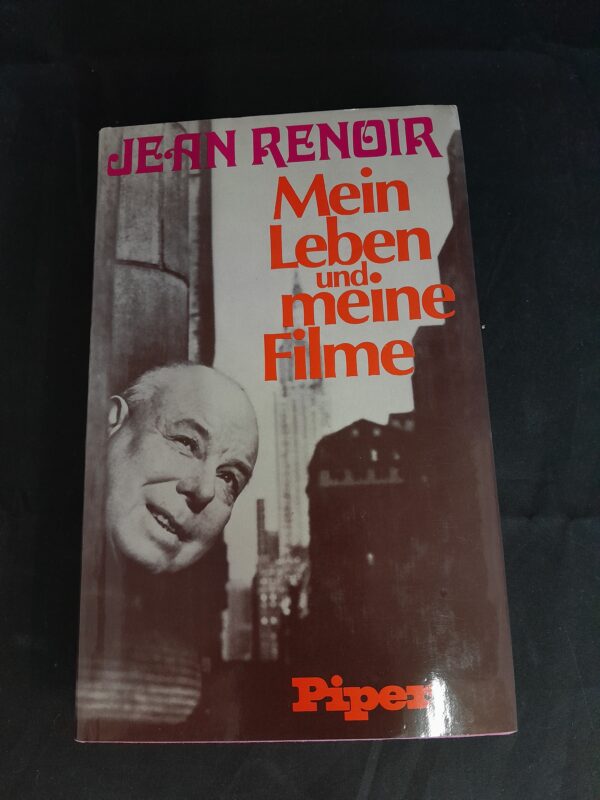 JEAN RENOIR
Mein
Leben
und
meine
Filme
Piper